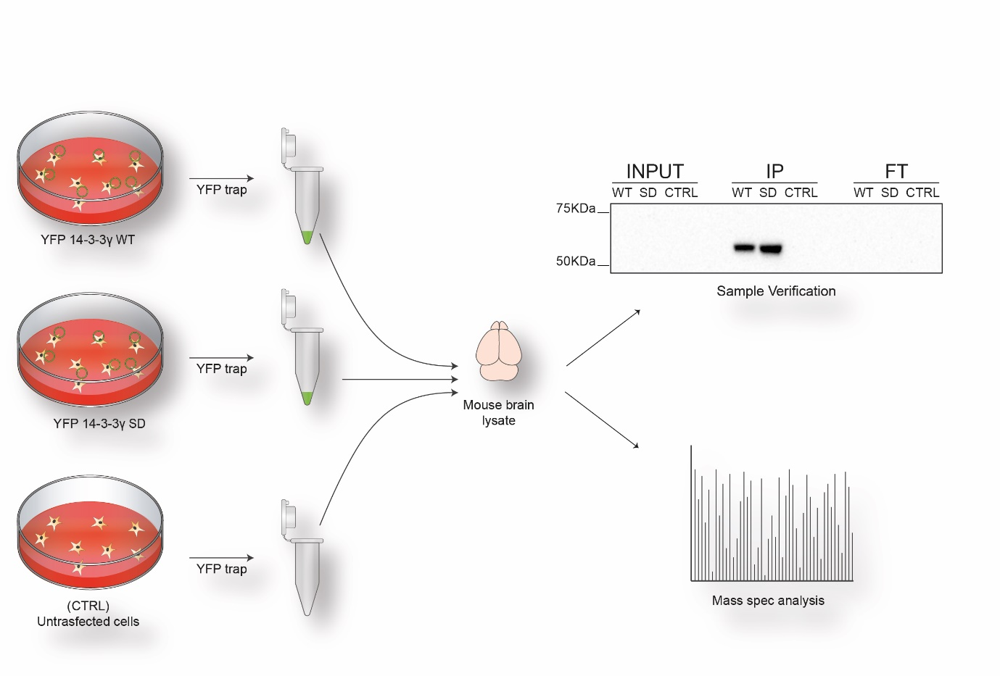 YFP 14-3-3γ WT
YFP trap
YFP 14-3-3γ SD
YFP trap
(CTRL)
Untrasfected cells
YFP trap
Mouse brain
lysate
INPUT IP FT
WT SD CTRL WT SD CTRL WT SD CTRL
75KDa
50KDa
Sample Verification
Mass spec analysis